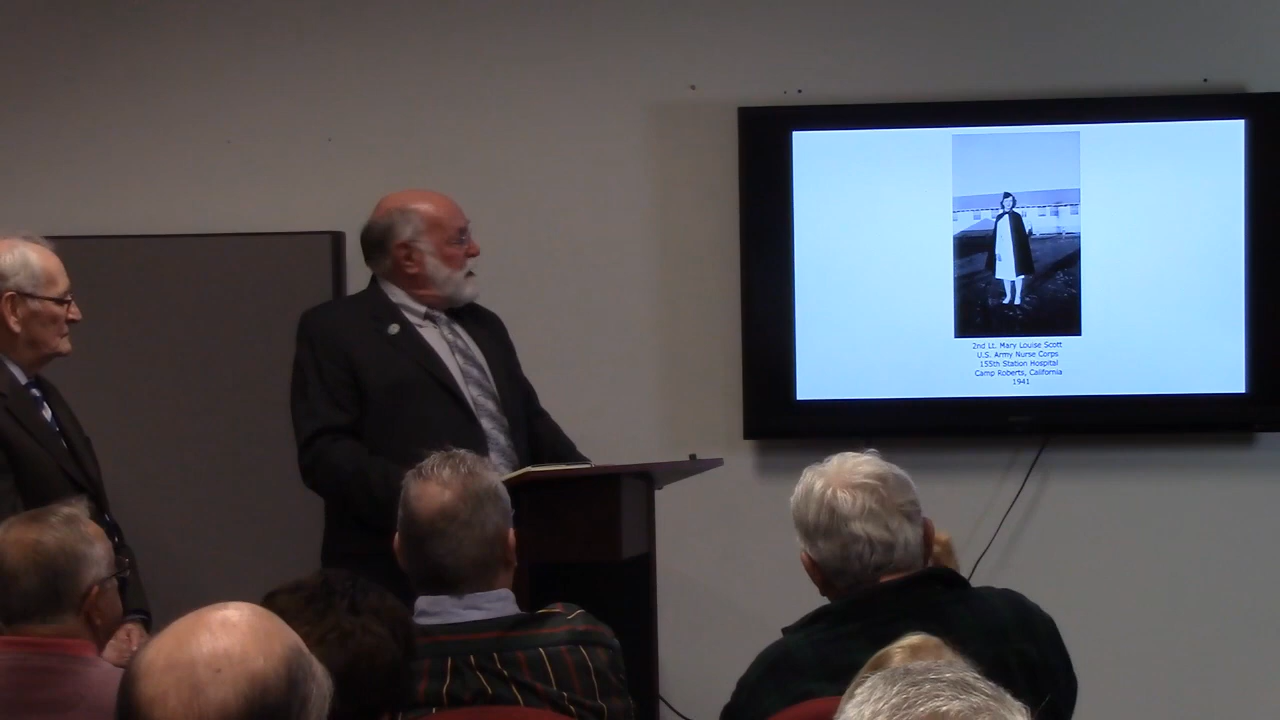 2nd Lt. Mary Louise Scott
U.S. Army Nurse Corps
155th Station Hospital
Camp Roberts, California
1941